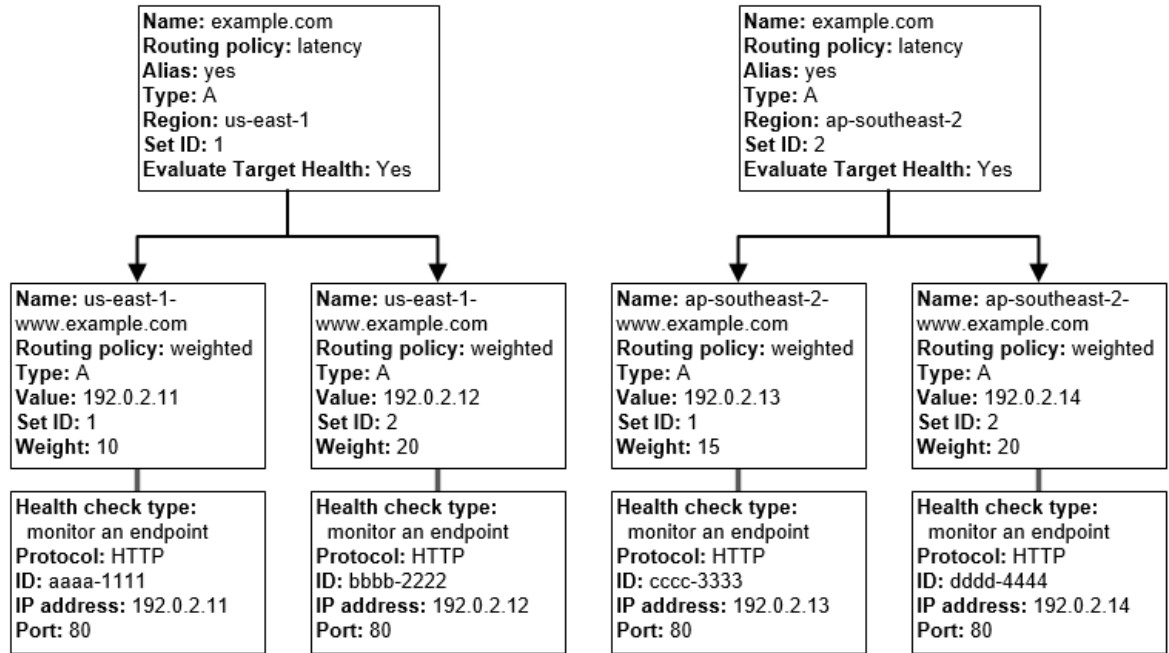 Name: example.com
Routing policy: latency
Alias: yes
Type: A
Region: us-east-1
Set ID: 1
Evaluate Target Health: Yes
Name: example.com
Routing policy: latency
Alias: yes
Type: A
Region: ap-southeast-2
Set ID: 2
Evaluate Target Health: Yes
Name: us-east-1-
www.example.com
Routing policy: weighted
Type: A
Value: 192.0.2.11
Set ID: 1
Weight: 10
Name: us-east-1-
www.example.com
Routing policy: weighted
Type: A
Value: 192.0.2.12
Set ID: 2
Weight: 20
Name: ap-southeast-2-
www.example.com
Routing policy: weighted
Type: A
Value: 192.0.2.13
Set ID: 1
Weight: 15
Name: ap-southeast-2-
www.example.com
Routing policy: weighted
Type: A
Value: 192.0.2.14
Set ID: 2
Weight: 20
Health check type:
monitor an endpoint
Protocol: HTTP
ID: aaaa-1111
IP address: 192.0.2.11
Port: 80
Health check type:
monitor an endpoint
Protocol: HTTP
ID: bbbb-2222
IP address: 192.0.2.12
Port: 80
Health check type:
monitor an endpoint
Protocol: HTTP
ID: cccc-3333
IP address: 192.0.2.13
Port: 80
Health check type:
monitor an endpoint
Protocol: HTTP
ID: dddd-4444
IP address: 192.0.2.14
Port: 80